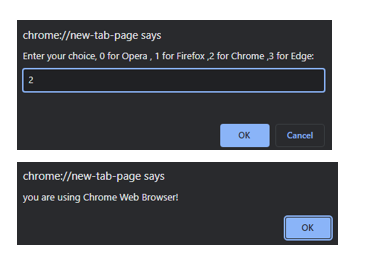 chrome://new-tab-page says
Enter your choice, 0 for Opera , 1 for Firefox ,2 for Chrome ,3 for Edge:
2
OK Cancel
chrome://new-tab-page says
you are using Chrome Web Browser!
OK